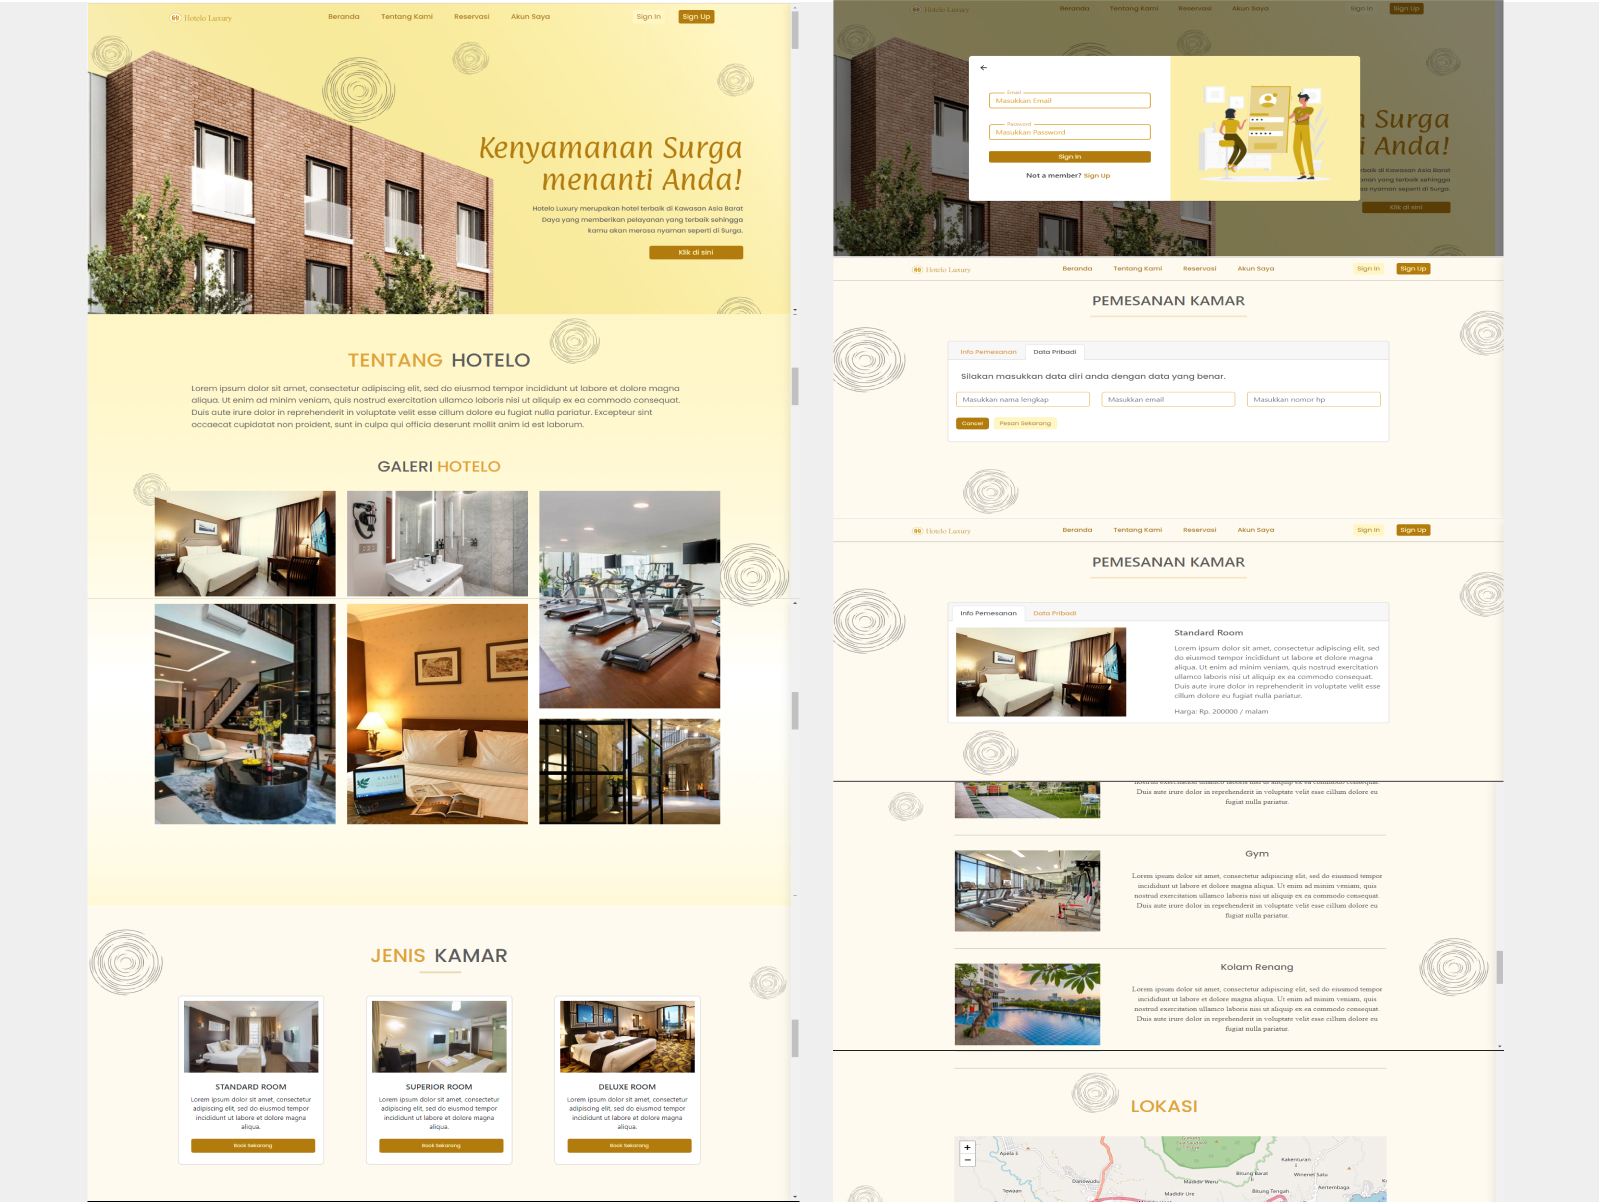 Hotelo Luxury
Beranda Tentang Kami Reservasi Akun Saya Sign In Sign Up
Kenyamanan Surga
menanti Anda!
Hotelo Luxury merupakan hotel terbaik di Kawasan Asia Barat
Daya yang memberikan pelayanan yang terbaik sehingga
kamu akan merasa nyaman seperti di Surga.
Klik di sini
TENTANG HOTELO
Lorem ipsum dolor sit amet, consectetur adipiscing elit, sed do eiusmod tempor incididunt ut labore et dolore magna
aliqua. Ut enim ad minim veniam, quis nostrud exercitation ullamco laboris nisi ut aliquip ex ea commodo consequat.
Duis aute irure dolor in reprehenderit in voluptate velit esse cillum dolore eu fugiat nulla pariatur. Excepteur sint
occaecat cupidatat non proident, sunt in culpa qui officia deserunt mollit anim id est laborum.
GALERI HOTELO
JENIS KAMAR
STANDARD ROOM
Lorem ipsum dolor sit amet, consectetur
adipiscing elit, sed do eiusmod tempor
incididunt ut labore et dolore magna
aliqua.
Book Sekarang
SUPERIOR ROOM
Lorem ipsum dolor sit amet, consectetur
adipiscing elit, sed do eiusmod tempor
incididunt ut labore et dolore magna
aliqua.
Book Sekarang
DELUXE ROOM
Lorem ipsum dolor sit amet, consectetur
adipiscing elit, sed do eiusmod tempor
incididunt ut labore et dolore magna
aliqua.
Book Sekarang
Hotelo Luxury
Beranda Tentang Kami Reservasi Akun Saya Sign In Sign Up
Email
Masukkan Email
Password
Masukkan Password
Sign In
Not a member? Sign Up
Surga
Anda!
di Kawasan Asia Barat
yang terbaik sehingga
nyaman seperti di Surga.
Klik di sini
Hotelo Luxury
Beranda Tentang Kami Reservasi Akun Saya Sign In Sign Up
PEMESANAN KAMAR
Info Pemesanan Data Pribadi
Silakan masukkan data diri anda dengan data yang benar.
Masukkan nama lengkap Masukkan email Masukkan nomor hp
Cancel Pesan Sekarang
Hotelo Luxury
Beranda Tentang Kami Reservasi Akun Saya Sign In Sign Up
PEMESANAN KAMAR
Info Pemesanan Data Pribadi
Standard Room
Lorem ipsum dolor sit amet, consectetur adipiscing elit, sed
do eiusmod tempor incididunt ut labore et dolore magna
aliqua. Ut enim ad minim veniam, quis nostrud exercitation
ullamco laboris nisi ut aliquip ex ea commodo consequat.
Duis aute irure dolor in reprehenderit in voluptate velit esse
cillum dolore eu fugiat nulla pariatur.
Harga: Rp. 200000 / malam
nostrud exercitation ullamco laboris nisi ut aliquip ex ea commodo consequat.
Duis aute irure dolor in reprehenderit in voluptate velit esse cillum dolore eu
fugiat nulla pariatur.
Gym
Lorem ipsum dolor sit amet, consectetur adipiscing elit, sed do eiusmod tempor
incididunt ut labore et dolore magna aliqua. Ut enim ad minim veniam, quis
nostrud exercitation ullamco laboris nisi ut aliquip ex ea commodo consequat.
Duis aute irure dolor in reprehenderit in voluptate velit esse cillum dolore eu
fugiat nulla pariatur.
Kolam Renang
Lorem ipsum dolor sit amet, consectetur adipiscing elit, sed do eiusmod tempor
incididunt ut labore et dolore magna aliqua. Ut enim ad minim veniam, quis
nostrud exercitation ullamco laboris nisi ut aliquip ex ea commodo consequat.
Duis aute irure dolor in reprehenderit in voluptate velit esse cillum dolore eu
fugiat nulla pariatur.
LOKASI
+
−
Apela
Danowudu
Tewaan
Madidir Weru
Madidir Ure
Bitung Barat
Bitung Tengah
Kakenturan
Winenet Satu
Aertembaga